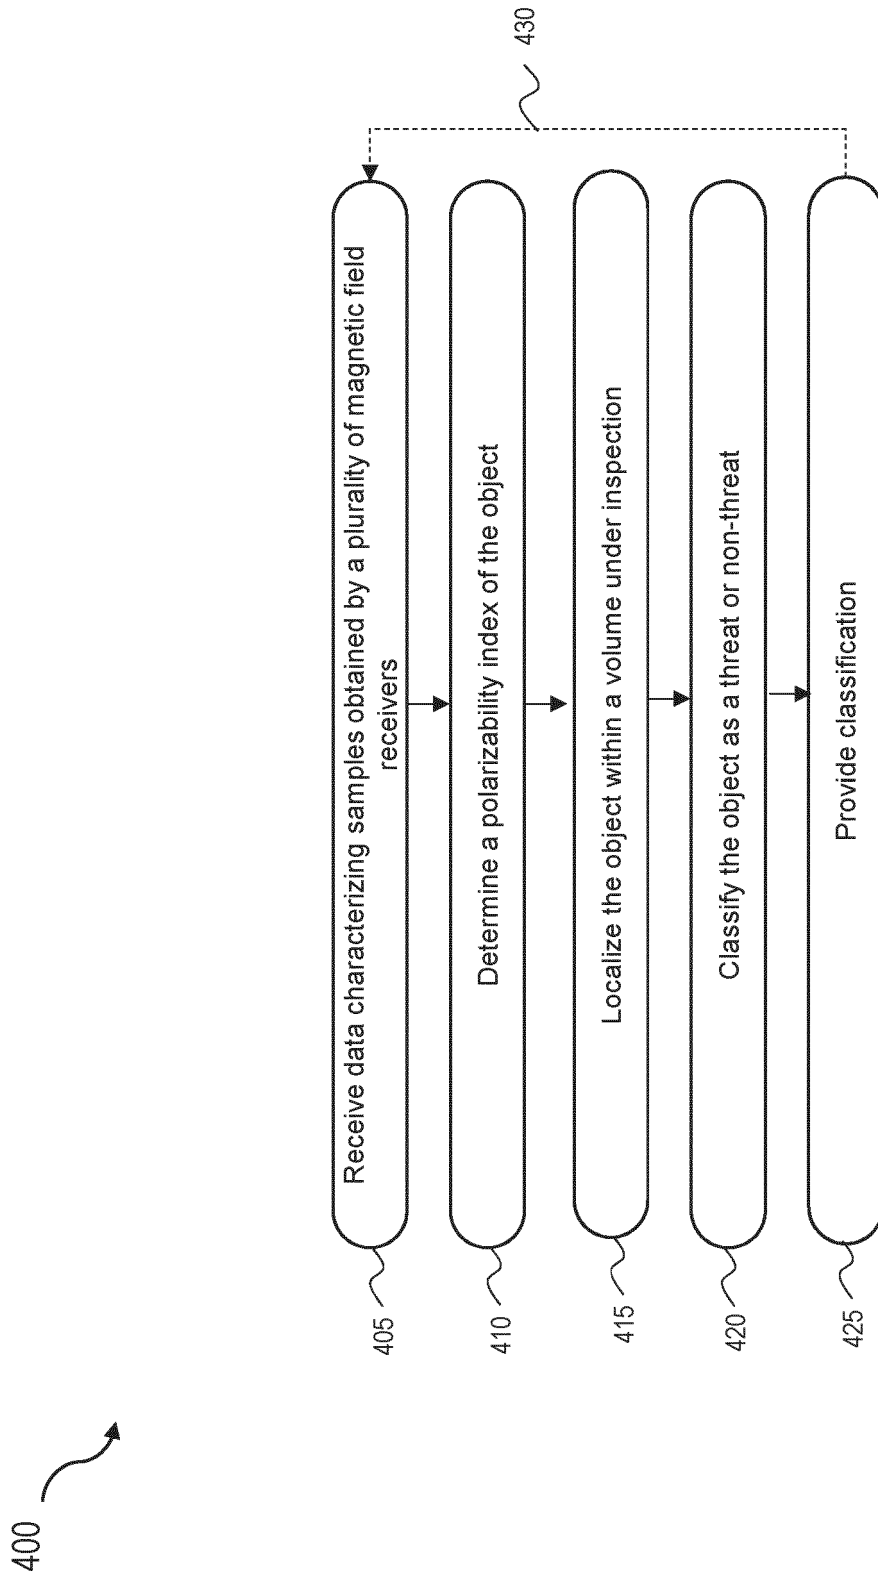 400
430
405
Receive data characterizing samples obtained by a plurality of magnetic field
receivers
410
Determine a polarizability index of the object
415
Localize the object within a volume under inspection
420
Classify the object as a threat or non-threat
425
Provide classification